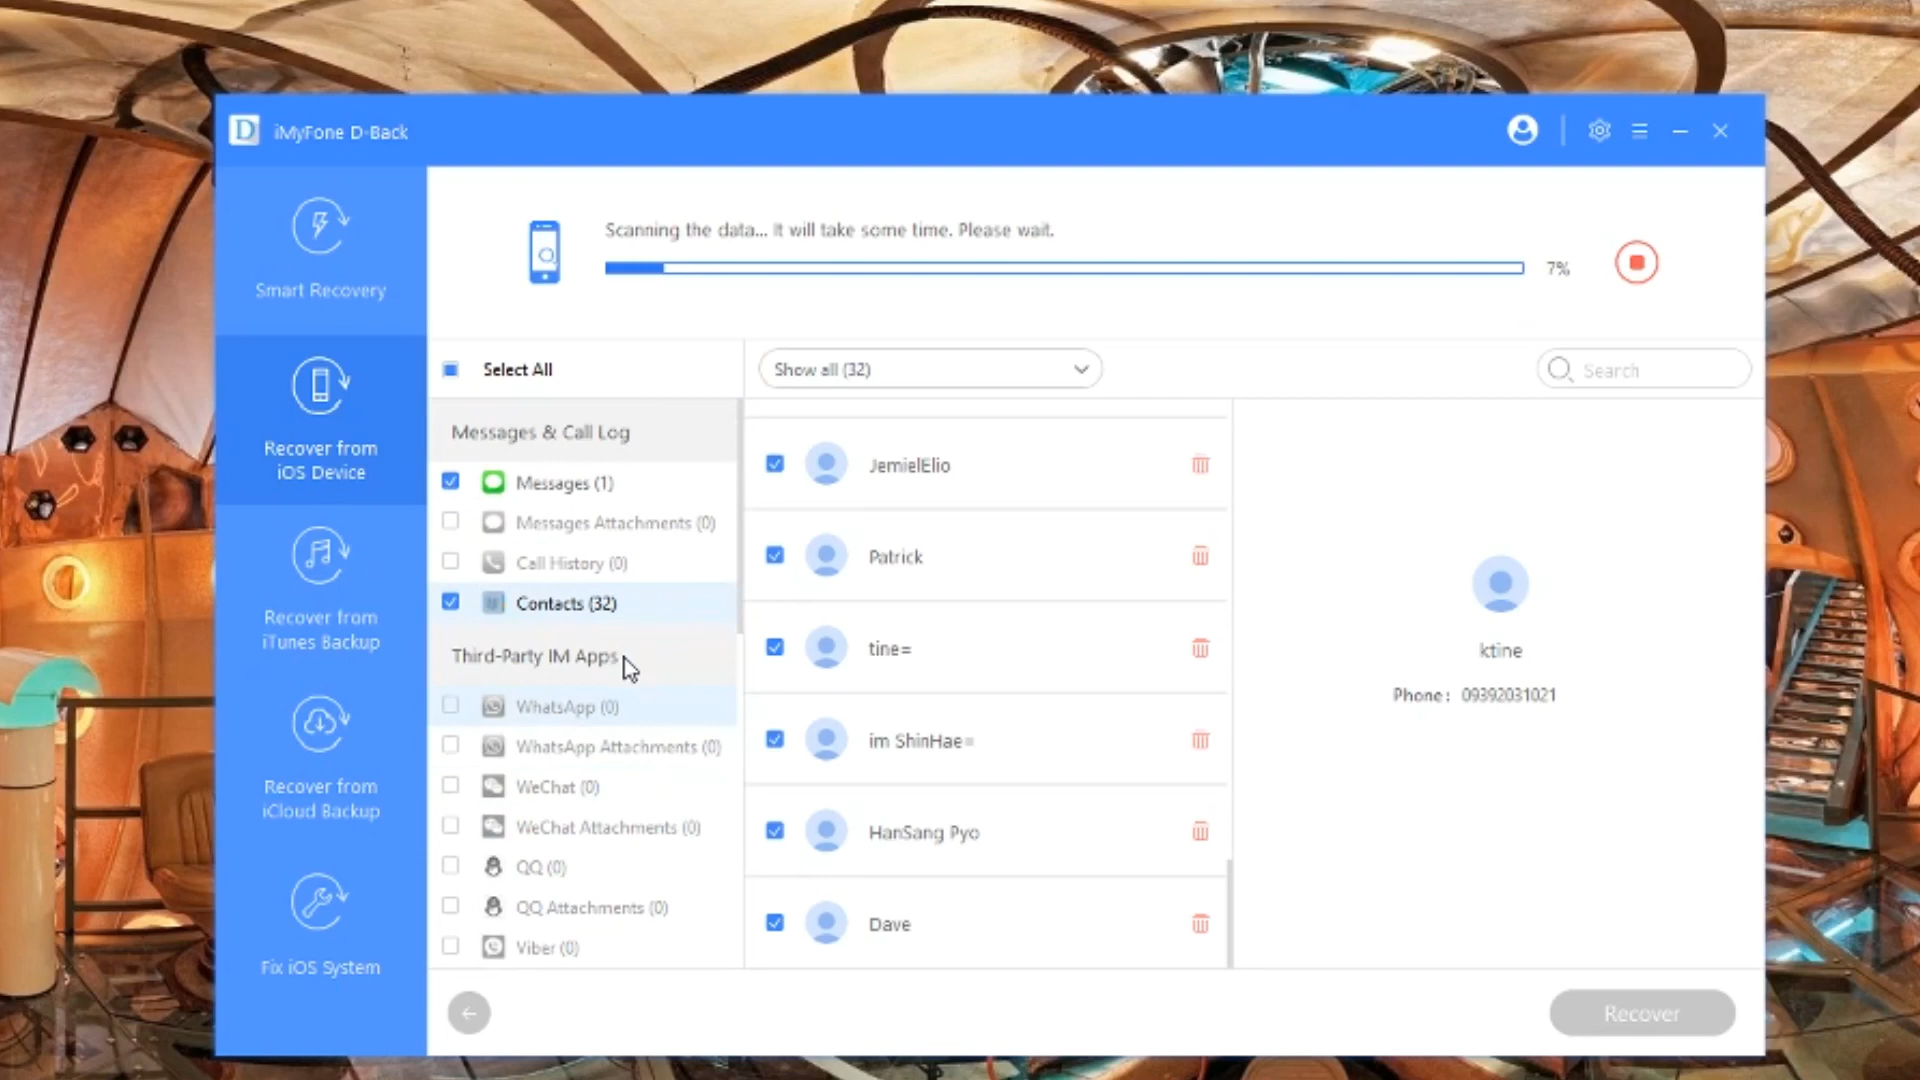 D iMyFone D-Back
Smart Recovery
Recover from
iOS Device
Recover from
iTunes Backup
Recover from
iCloud Backup
Fix iOS System
Scanning the data... It will take some time. Please wait.
7%
Select All
Show all (32)
Search
Messages & Call Log
Messages (1)
Messages Attachments (0)
Call History (0)
Contacts (32)
Third-Party IM Apps
WhatsApp (0)
WhatsApp Attachments (0)
WeChat (0)
WeChat Attachments (0)
QQ (0)
QQ Attachments (0)
Viber (0)
JemielElio
Patrick
tine=
im ShinHae=
HanSang Pyo
Dave
ktine
Phone : 09392031021
Recover